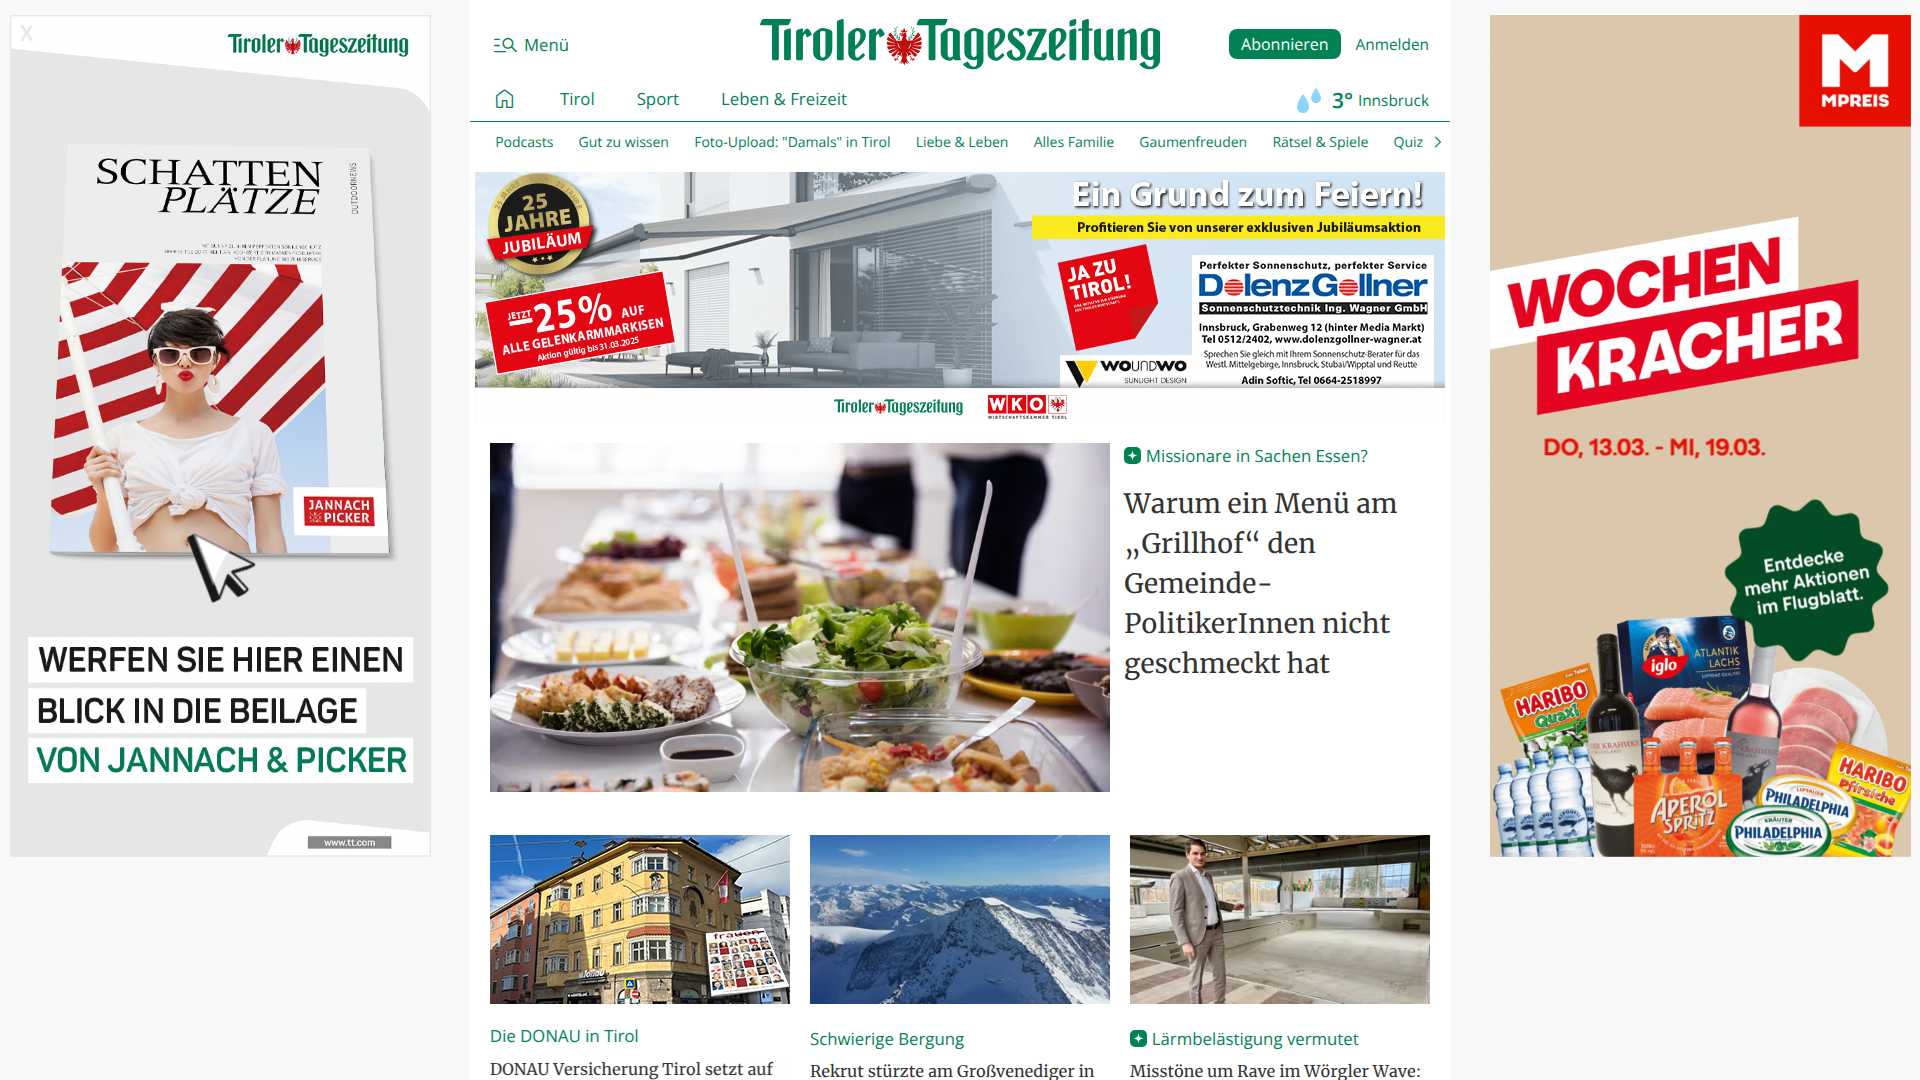 X
Tiroler Tageszeitung
SCHATTEN
PLÄTZE
OUTDOORNEWS
JANNACH
& PICKER
WERFEN SIE HIER EINEN
BLICK IN DIE BEILAGE
VON JANNACH & PICKER
www.tt.com
Menü
Tiroler Tageszeitung
Abonnieren
Anmelden
Tirol
Sport
Leben & Freizeit
3° Innsbruck
Podcasts
Gut zu wissen
Foto-Upload: "Damals" in Tirol
Liebe & Leben
Alles Familie
Gaumenfreuden
Rätsel & Spiele
Quiz
25
JAHRE
JUBILÄUM
JETZT
–25% AUF
ALLE GELENKARMMARKISEN
Aktion gültig bis 31.03.2025
Ein Grund zum Feiern!
Profitieren Sie von unserer exklusiven Jubiläumsaktion
JA ZU
TIROL!
WOUNDWO
SUNLIGHT DESIGN
Perfekter Sonnenschutz, perfekter Service
Dolenz Gollner
Sonnenschutztechnik Ing. Wagner GmbH
Innsbruck, Grabenweg 12 (hinter Media Markt)
Tel 0512/2402, www.dolenzgollner-wagner.at
Sprechen Sie gleich mit Ihrem Sonnenschutz-Berater für das
Westl. Mittelgebirge, Innsbruck, Stubai/Wipptal und Reutte
Adin Softic, Tel 0664-2518997
Tiroler Tageszeitung
WKO
WIRTSCHAFTSKAMMER TIROL
Missionare in Sachen Essen?
Warum ein Menü am
„Grillhof“ den
Gemeinde-
PolitikerInnen nicht
geschmeckt hat
frauen
donau
Die DONAU in Tirol
DONAU Versicherung Tirol setzt auf
Schwierige Bergung
Rekrut stürzte am Großvenediger in
Lärmbelästigung vermutet
Misstöne um Rave im Wörgler Wave:
M
MPREIS
WOCHEN
KRACHER
DO, 13.03. - MI, 19.03.
Entdecke
mehr Aktionen
im Flugblatt.
iglo
ATLANTIK
LACHS
HARIBO
Quaxi
HARIBO
Pfirsiche
APEROL
SPRITZ
PHILADELPHIA
KRÄUTER
PHILADELPHIA